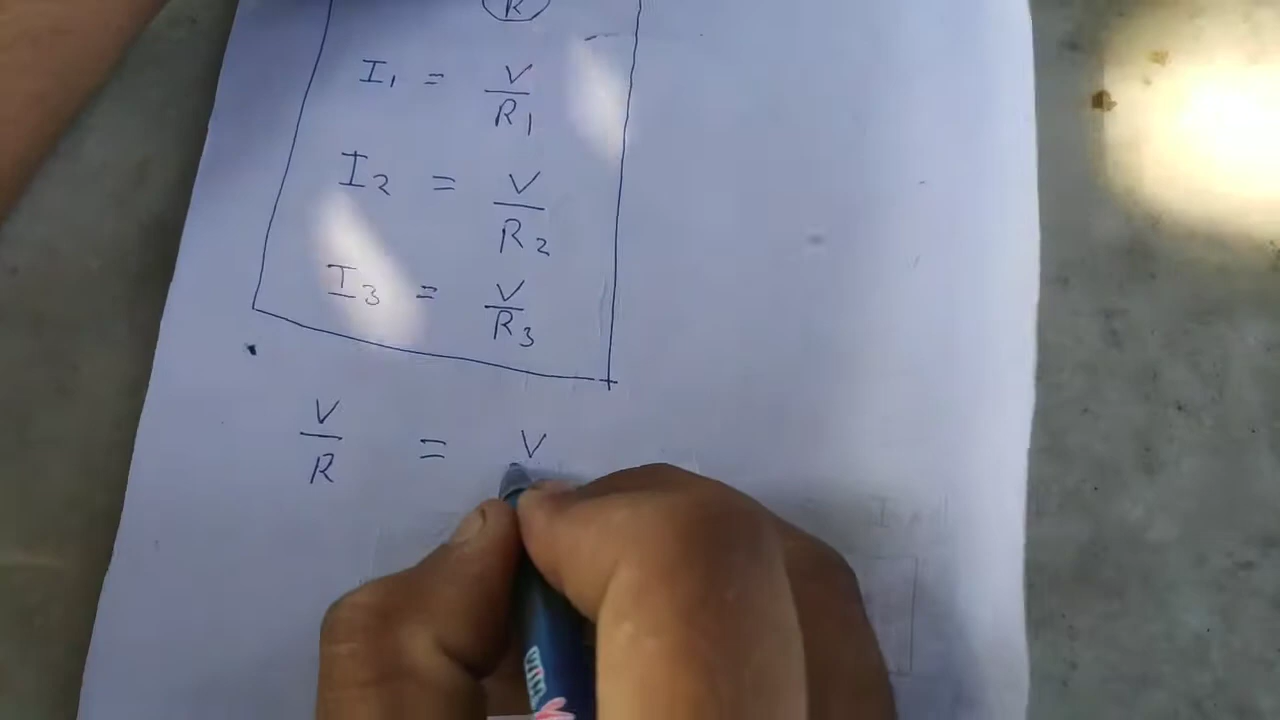 R
I₁ = V/R₁
I₂ = V/R₂
I₃ = V/R₃
V/R = V